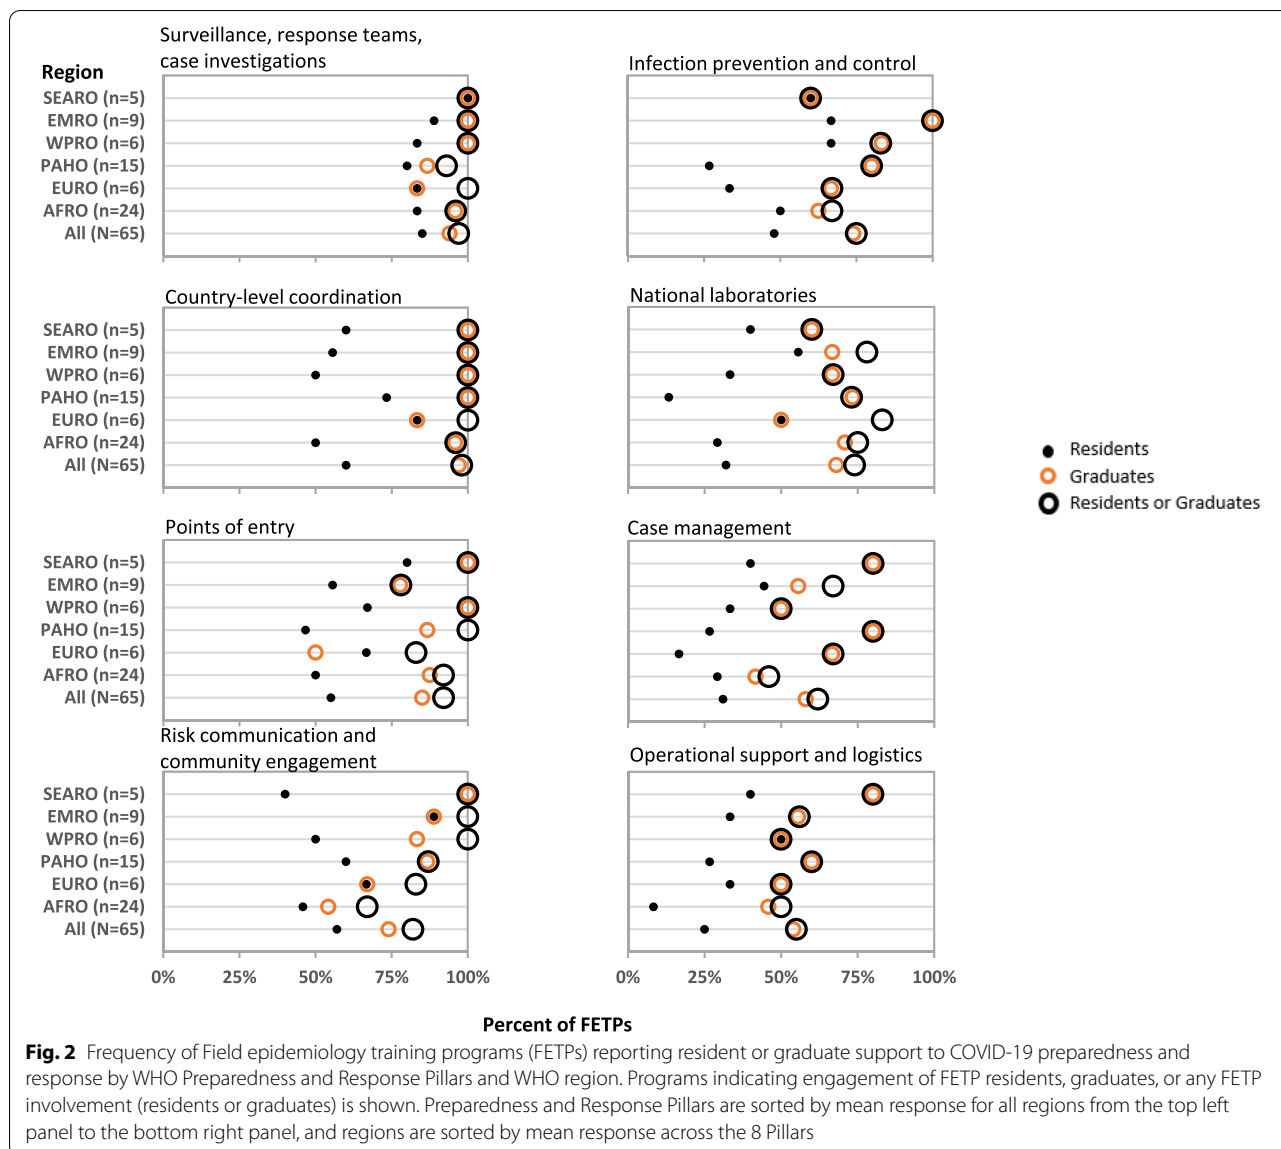 Surveillance, response teams,
case investigations
Region
SEARO (n=5)
EMRO (n=9)
WPRO (n=6)
PAHO (n=15)
EURO (n=6)
AFRO (n=24)
All (N=65)
Infection prevention and control
Country-level coordination
SEARO (n=5)
EMRO (n=9)
WPRO (n=6)
PAHO (n=15)
EURO (n=6)
AFRO (n=24)
All (N=65)
National laboratories
Residents
Graduates
Residents or Graduates
Points of entry
SEARO (n=5)
EMRO (n=9)
WPRO (n=6)
PAHO (n=15)
EURO (n=6)
AFRO (n=24)
All (N=65)
Case management
Risk communication and
community engagement
SEARO (n=5)
EMRO (n=9)
WPRO (n=6)
PAHO (n=15)
EURO (n=6)
AFRO (n=24)
All (N=65)
0% 25% 50% 75% 100%
Operational support and logistics
0% 25% 50% 75% 100%
Percent of FETPs
Fig. 2 Frequency of Field epidemiology training programs (FETPs) reporting resident or graduate support to COVID-19 preparedness and
response by WHO Preparedness and Response Pillars and WHO region. Programs indicating engagement of FETP residents, graduates, or any FETP
involvement (residents or graduates) is shown. Preparedness and Response Pillars are sorted by mean response for all regions from the top left
panel to the bottom right panel, and regions are sorted by mean response across the 8 Pillars